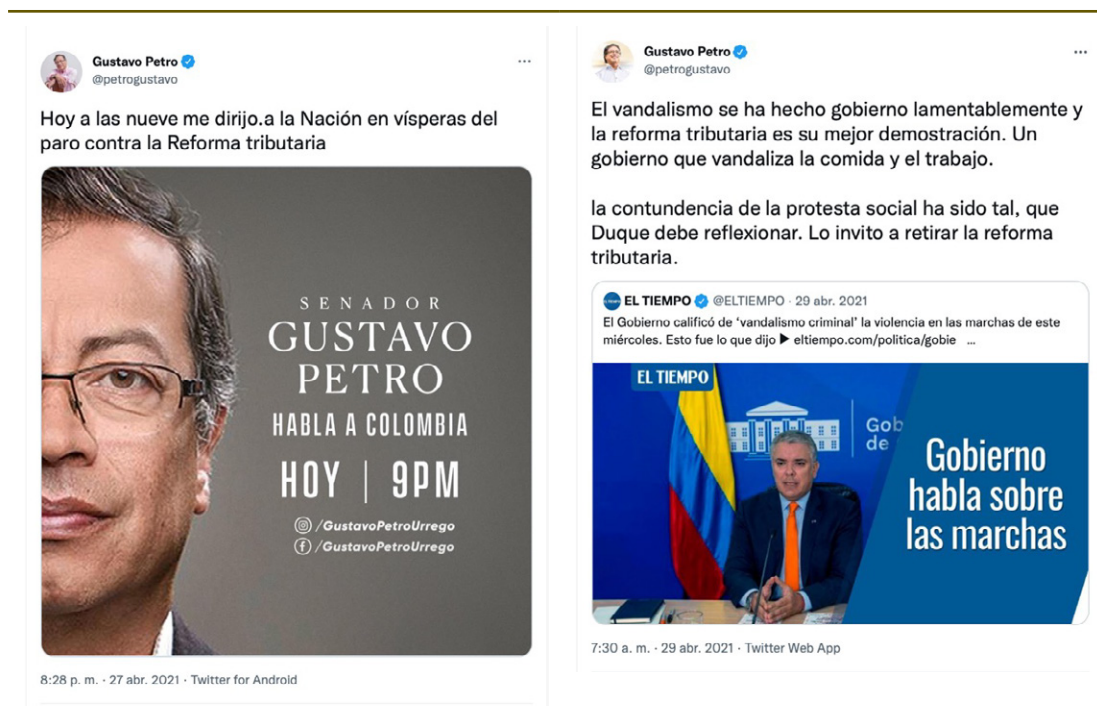 Gustavo Petro
@petrogustavo
Hoy a las nueve me dirijo.a la Nación en vísperas del
paro contra la Reforma tributaria
SENADOR
GUSTAVO
PETRO
HABLA A COLOMBIA
HOY | 9PM
/GustavoPetroUrrego
/GustavoPetroUrrego
8:28 p. m. · 27 abr. 2021 · Twitter for Android
Gustavo Petro
@petrogustavo
El vandalismo se ha hecho gobierno lamentablemente y
la reforma tributaria es su mejor demostración. Un
gobierno que vandaliza la comida y el trabajo.
la contundencia de la protesta social ha sido tal, que
Duque debe reflexionar. Lo invito a retirar la reforma
tributaria.
EL TIEMPO @ELTIEMPO · 29 abr. 2021
El Gobierno calificó de ‘vandalismo criminal’ la violencia en las marchas de este
miércoles. Esto fue lo que dijo ▶ eltiempo.com/politica/gobie ...
EL TIEMPO
Gob
de
Gobierno
habla sobre
las marchas
7:30 a. m. · 29 abr. 2021 · Twitter Web App